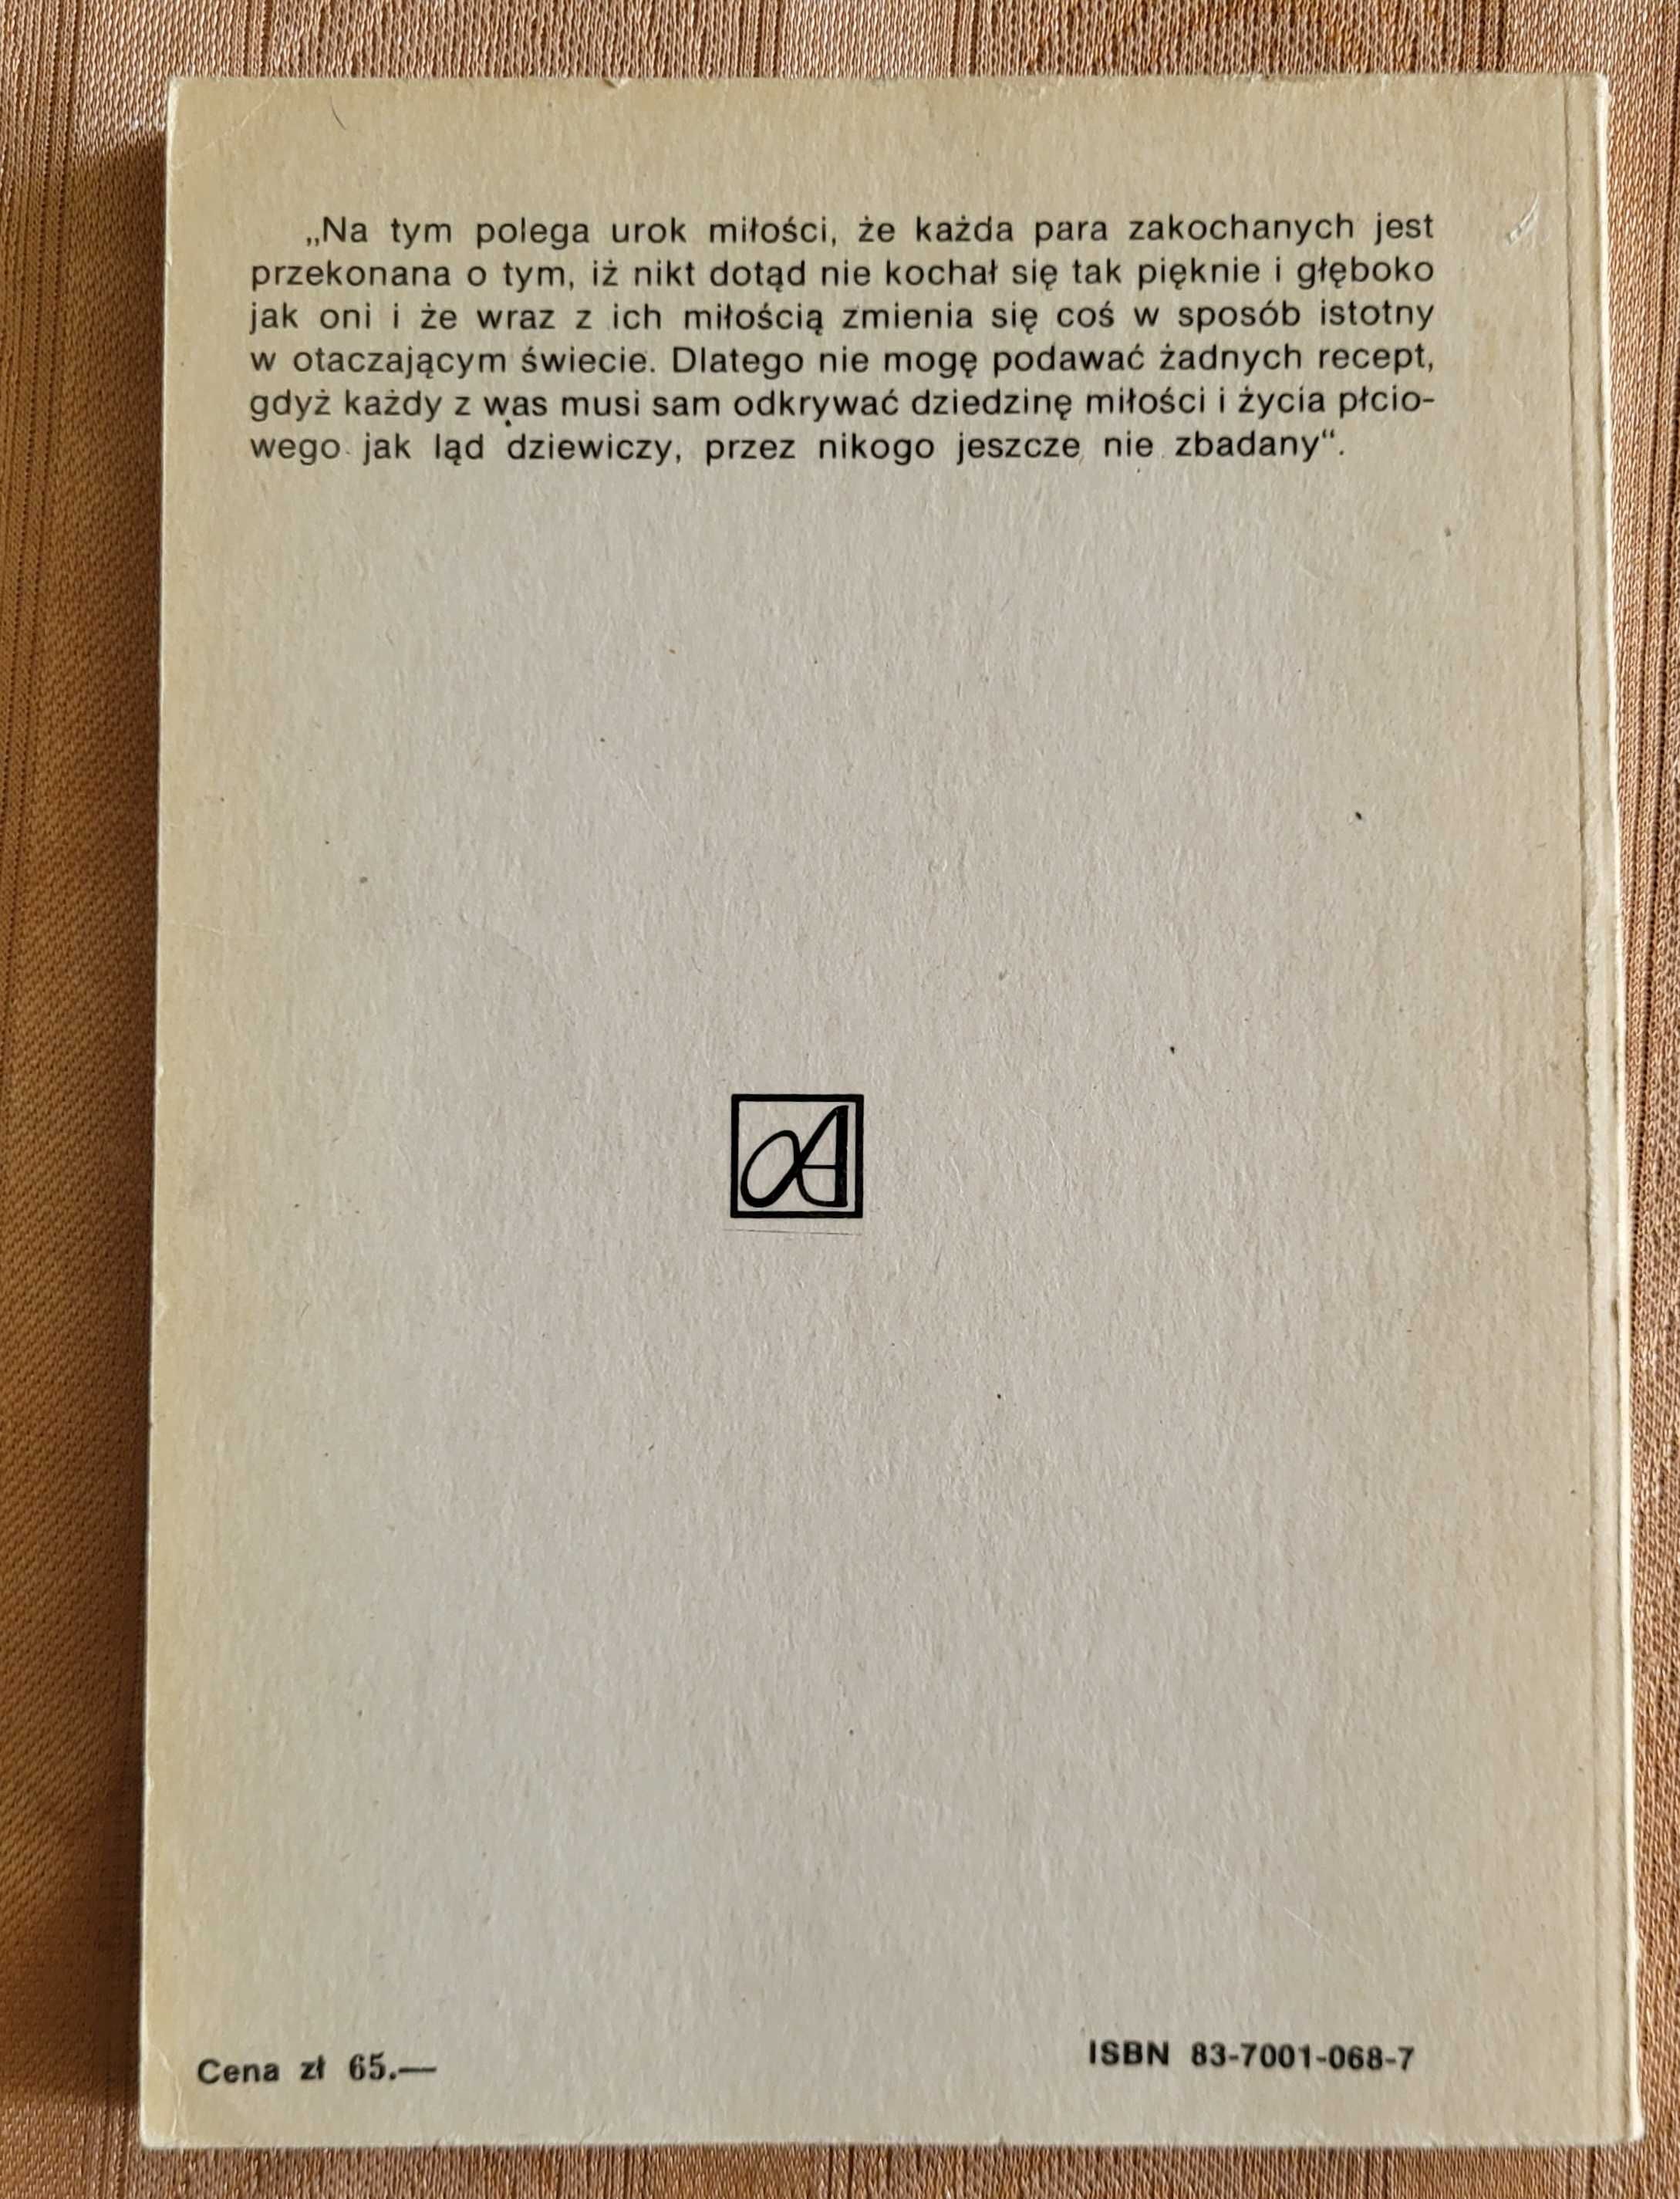 „Na tym polega urok miłości, że każda para zakochanych jest
przekonana o tym, iż nikt dotąd nie kochał się tak pięknie i głęboko
jak oni i że wraz z ich miłością zmienia się coś w sposób istotny
w otaczającym świecie. Dlatego nie mogę podawać żadnych recept,
gdyż każdy z was musi sam odkrywać dziedzinę miłości i życia płcio-
wego jak ląd dziewiczy, przez nikogo jeszcze nie zbadany“.
A
Cena zł 65.—
ISBN 83-7001-068-7